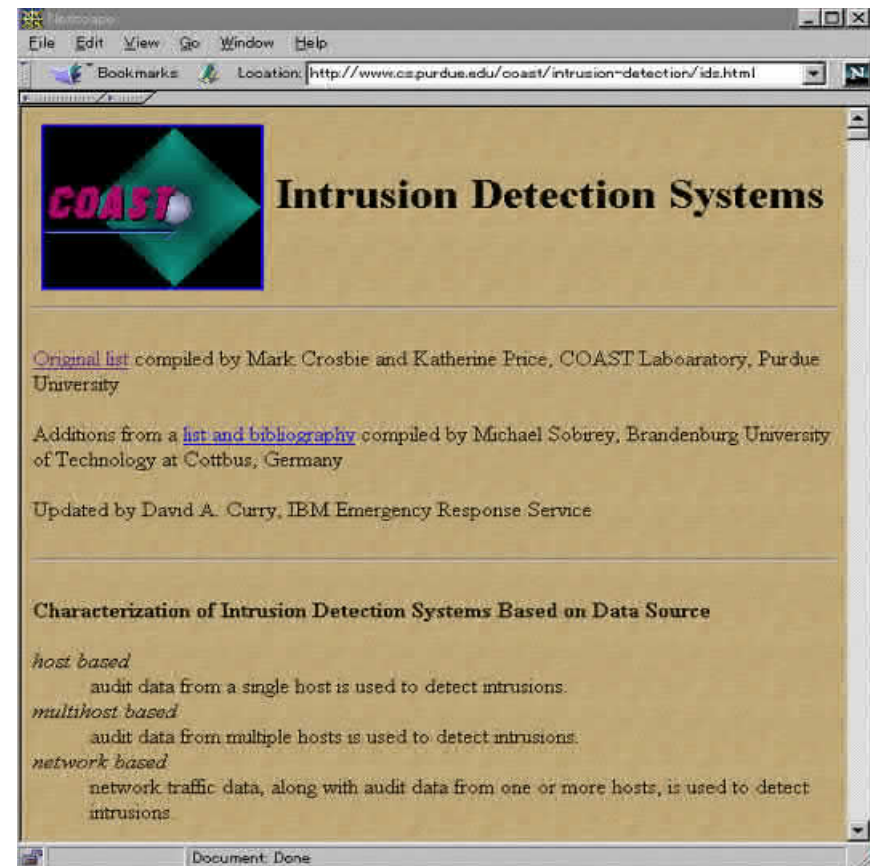 Netscape
File Edit View Go Window Help
Bookmarks Location: http://www.cs.purdue.edu/coast/intrusion-detection/ids.html
N
COAST
Intrusion Detection Systems
Original list compiled by Mark Crosbie and Katherine Price, COAST Laboaratory, Purdue
University
Additions from a list and bibliography compiled by Michael Sobirey, Brandenburg University
of Technology at Cottbus, Germany
Updated by David A. Curry, IBM Emergency Response Service
Characterization of Intrusion Detection Systems Based on Data Source
host based
audit data from a single host is used to detect intrusions.
multihost based
audit data from multiple hosts is used to detect intrusions.
network based
network traffic data, along with audit data from one or more hosts, is used to detect
intrusions.
Document: Done